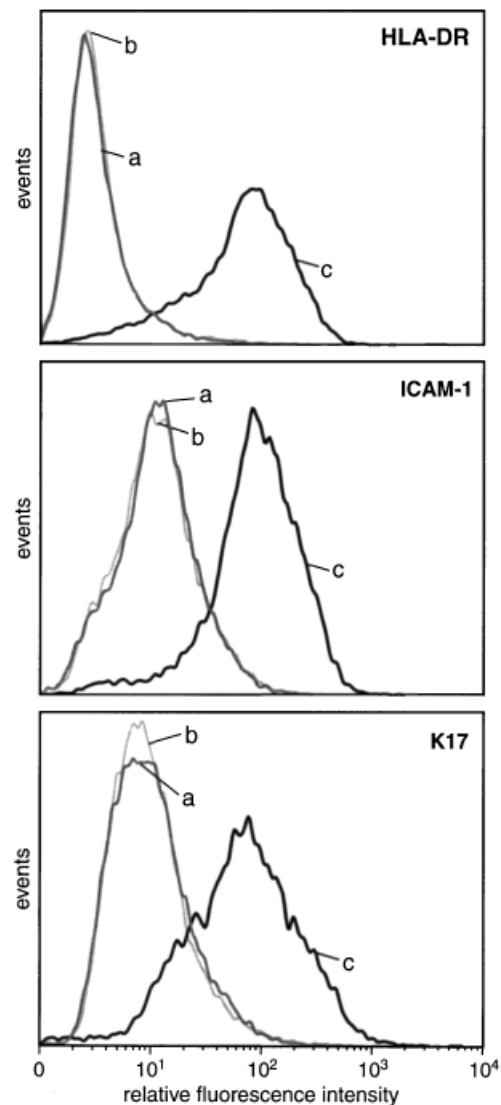 HLA-DR
b
a
c
events
ICAM-1
a
b
c
events
K17
b
a
c
events
0 10¹ 10² 10³ 10⁴
relative fluorescence intensity